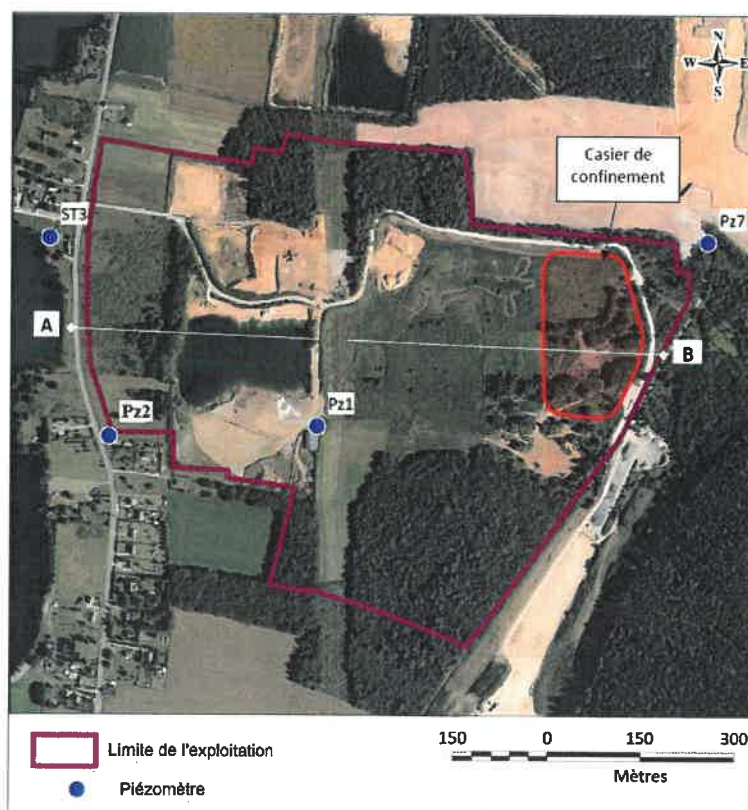 N
W E
S
Casier de
confinement
ST3
Pz7
A
B
Pz1
Pz2
Limite de l'exploitation
Piézomètre
150 0 150 300
Mètres